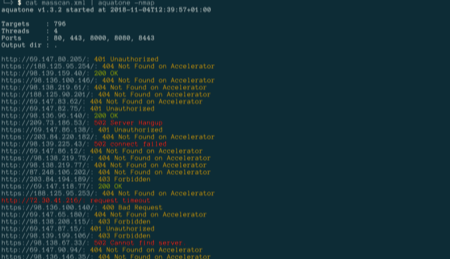 $ cat masscan.xml | aquatone -nmap
aquatone v1.3.2 started at 2018-11-04T12:39:57+01:00
Targets : 796
Threads : 4
Ports : 80, 443, 8000, 8080, 8443
Output dir : .
http://69.147.80.205/: 401 Unauthorized
https://188.125.95.254/: 404 Not Found on Accelerator
http://98.139.159.40/: 200 OK
https://98.136.100.146/: 404 Not Found on Accelerator
http://98.138.219.61/: 404 Not Found on Accelerator
http://188.125.90.201/: 404 Not Found on Accelerator
http://69.147.83.62/: 404 Not Found on Accelerator
http://69.147.82.75/: 401 Unauthorized
http://98.136.96.140/: 200 OK
http://209.73.186.53/: 502 Server Hangup
https://69.147.86.138/: 401 Unauthorized
https://203.84.220.182/: 404 Not Found on Accelerator
http://98.139.225.43/: 502 Connect failed
https://69.147.86.12/: 404 Not Found on Accelerator
http://98.138.219.75/: 404 Not Found on Accelerator
http://98.138.219.77/: 404 Not Found on Accelerator
http://87.248.106.202/: 404 Not Found on Accelerator
http://203.84.194.189/: 403 Forbidden
https://69.147.118.77/: 200 OK
https://188.125.95.253/: 404 Not Found on Accelerator
http://72.30.41.216/: request timeout
https://98.136.100.140/: 400 Bad Request
http://69.147.65.180/: 404 Not Found on Accelerator
http://98.138.208.115/: 403 Forbidden
http://69.147.87.15/: 401 Unauthorized
http://98.139.199.106/: 403 Forbidden
https://98.138.67.33/: 502 Cannot find server
http://69.147.90.94/: 404 Not Found on Accelerator
https://98.136.146.35/: 404 Not Found on Accelerator